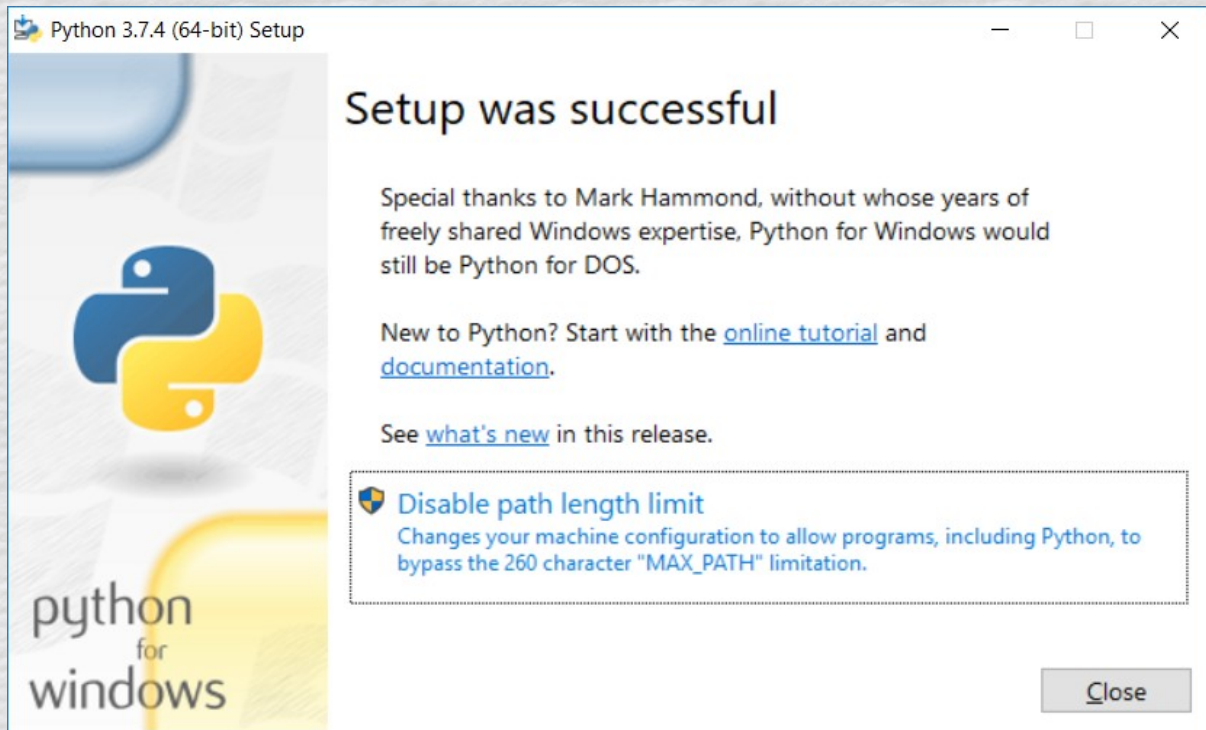 Python 3.7.4 (64-bit) Setup
Setup was successful
Special thanks to Mark Hammond, without whose years of
freely shared Windows expertise, Python for Windows would
still be Python for DOS.
New to Python? Start with the online tutorial and
documentation.
See what's new in this release.
Disable path length limit
Changes your machine configuration to allow programs, including Python, to
bypass the 260 character "MAX_PATH" limitation.
python
for
windows
Close